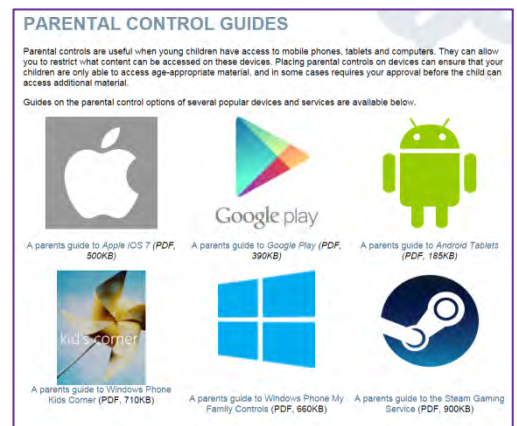 PARENTAL CONTROL GUIDES
Parental controls are useful when young children have access to mobile phones, tablets and computers. They can allow
you to restrict what content can be accessed on these devices. Placing parental controls on devices can ensure that your
children are only able to access age-appropriate material, and in some cases requires your approval before the child can
access additional material.
Guides on the parental control options of several popular devices and services are available below.
Google play
A parents guide to Apple iOS 7 (PDF,
500KB)
A parents guide to Google Play (PDF,
390KB)
A parents guide to Android Tablets
(PDF, 185KB)
kid's corner
A parents guide to Windows Phone
Kids Corner (PDF, 710KB)
A parents guide to Windows Phone My
Family Controls (PDF, 660KB)
A parents guide to the Steam Gaming
Service (PDF, 900KB)